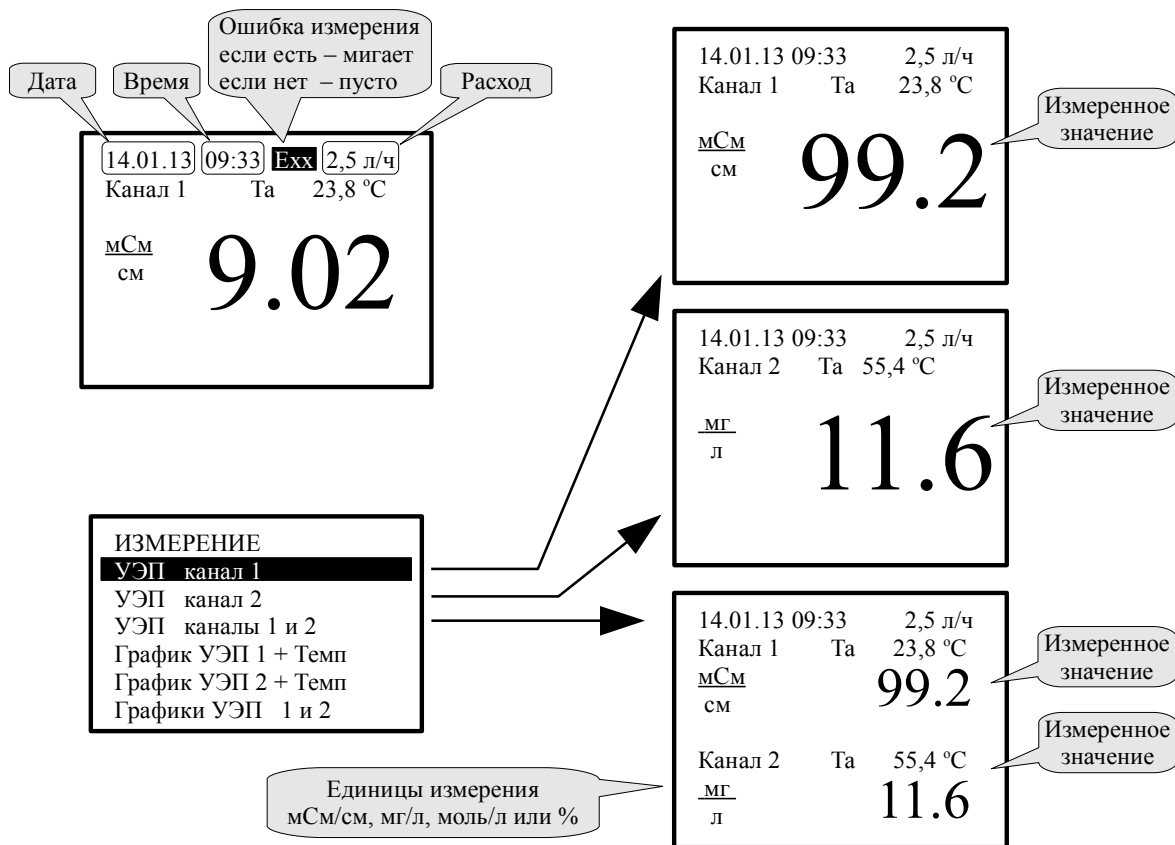 Ошибка измерения
если есть – мигает
если нет – пусто
Дата
Время
Расход
14.01.13 09:33 Exx 2,5 л/ч
Канал 1 Та 23,8 °C
мСм
см
9.02
ИЗМЕРЕНИЕ
УЭП канал 1
УЭП канал 2
УЭП каналы 1 и 2
График УЭП 1 + Темп
График УЭП 2 + Темп
Графики УЭП 1 и 2
14.01.13 09:33 2,5 л/ч
Канал 1 Та 23,8 °C
мСм
см
99.2
Измеренное
значение
14.01.13 09:33 2,5 л/ч
Канал 2 Та 55,4 °C
мг
л
11.6
Измеренное
значение
14.01.13 09:33 2,5 л/ч
Канал 1 Та 23,8 °C
мСм
см
99.2
Измеренное
значение
Канал 2 Та 55,4 °C
мг
л
11.6
Измеренное
значение
Единицы измерения
мСм/см, мг/л, моль/л или %